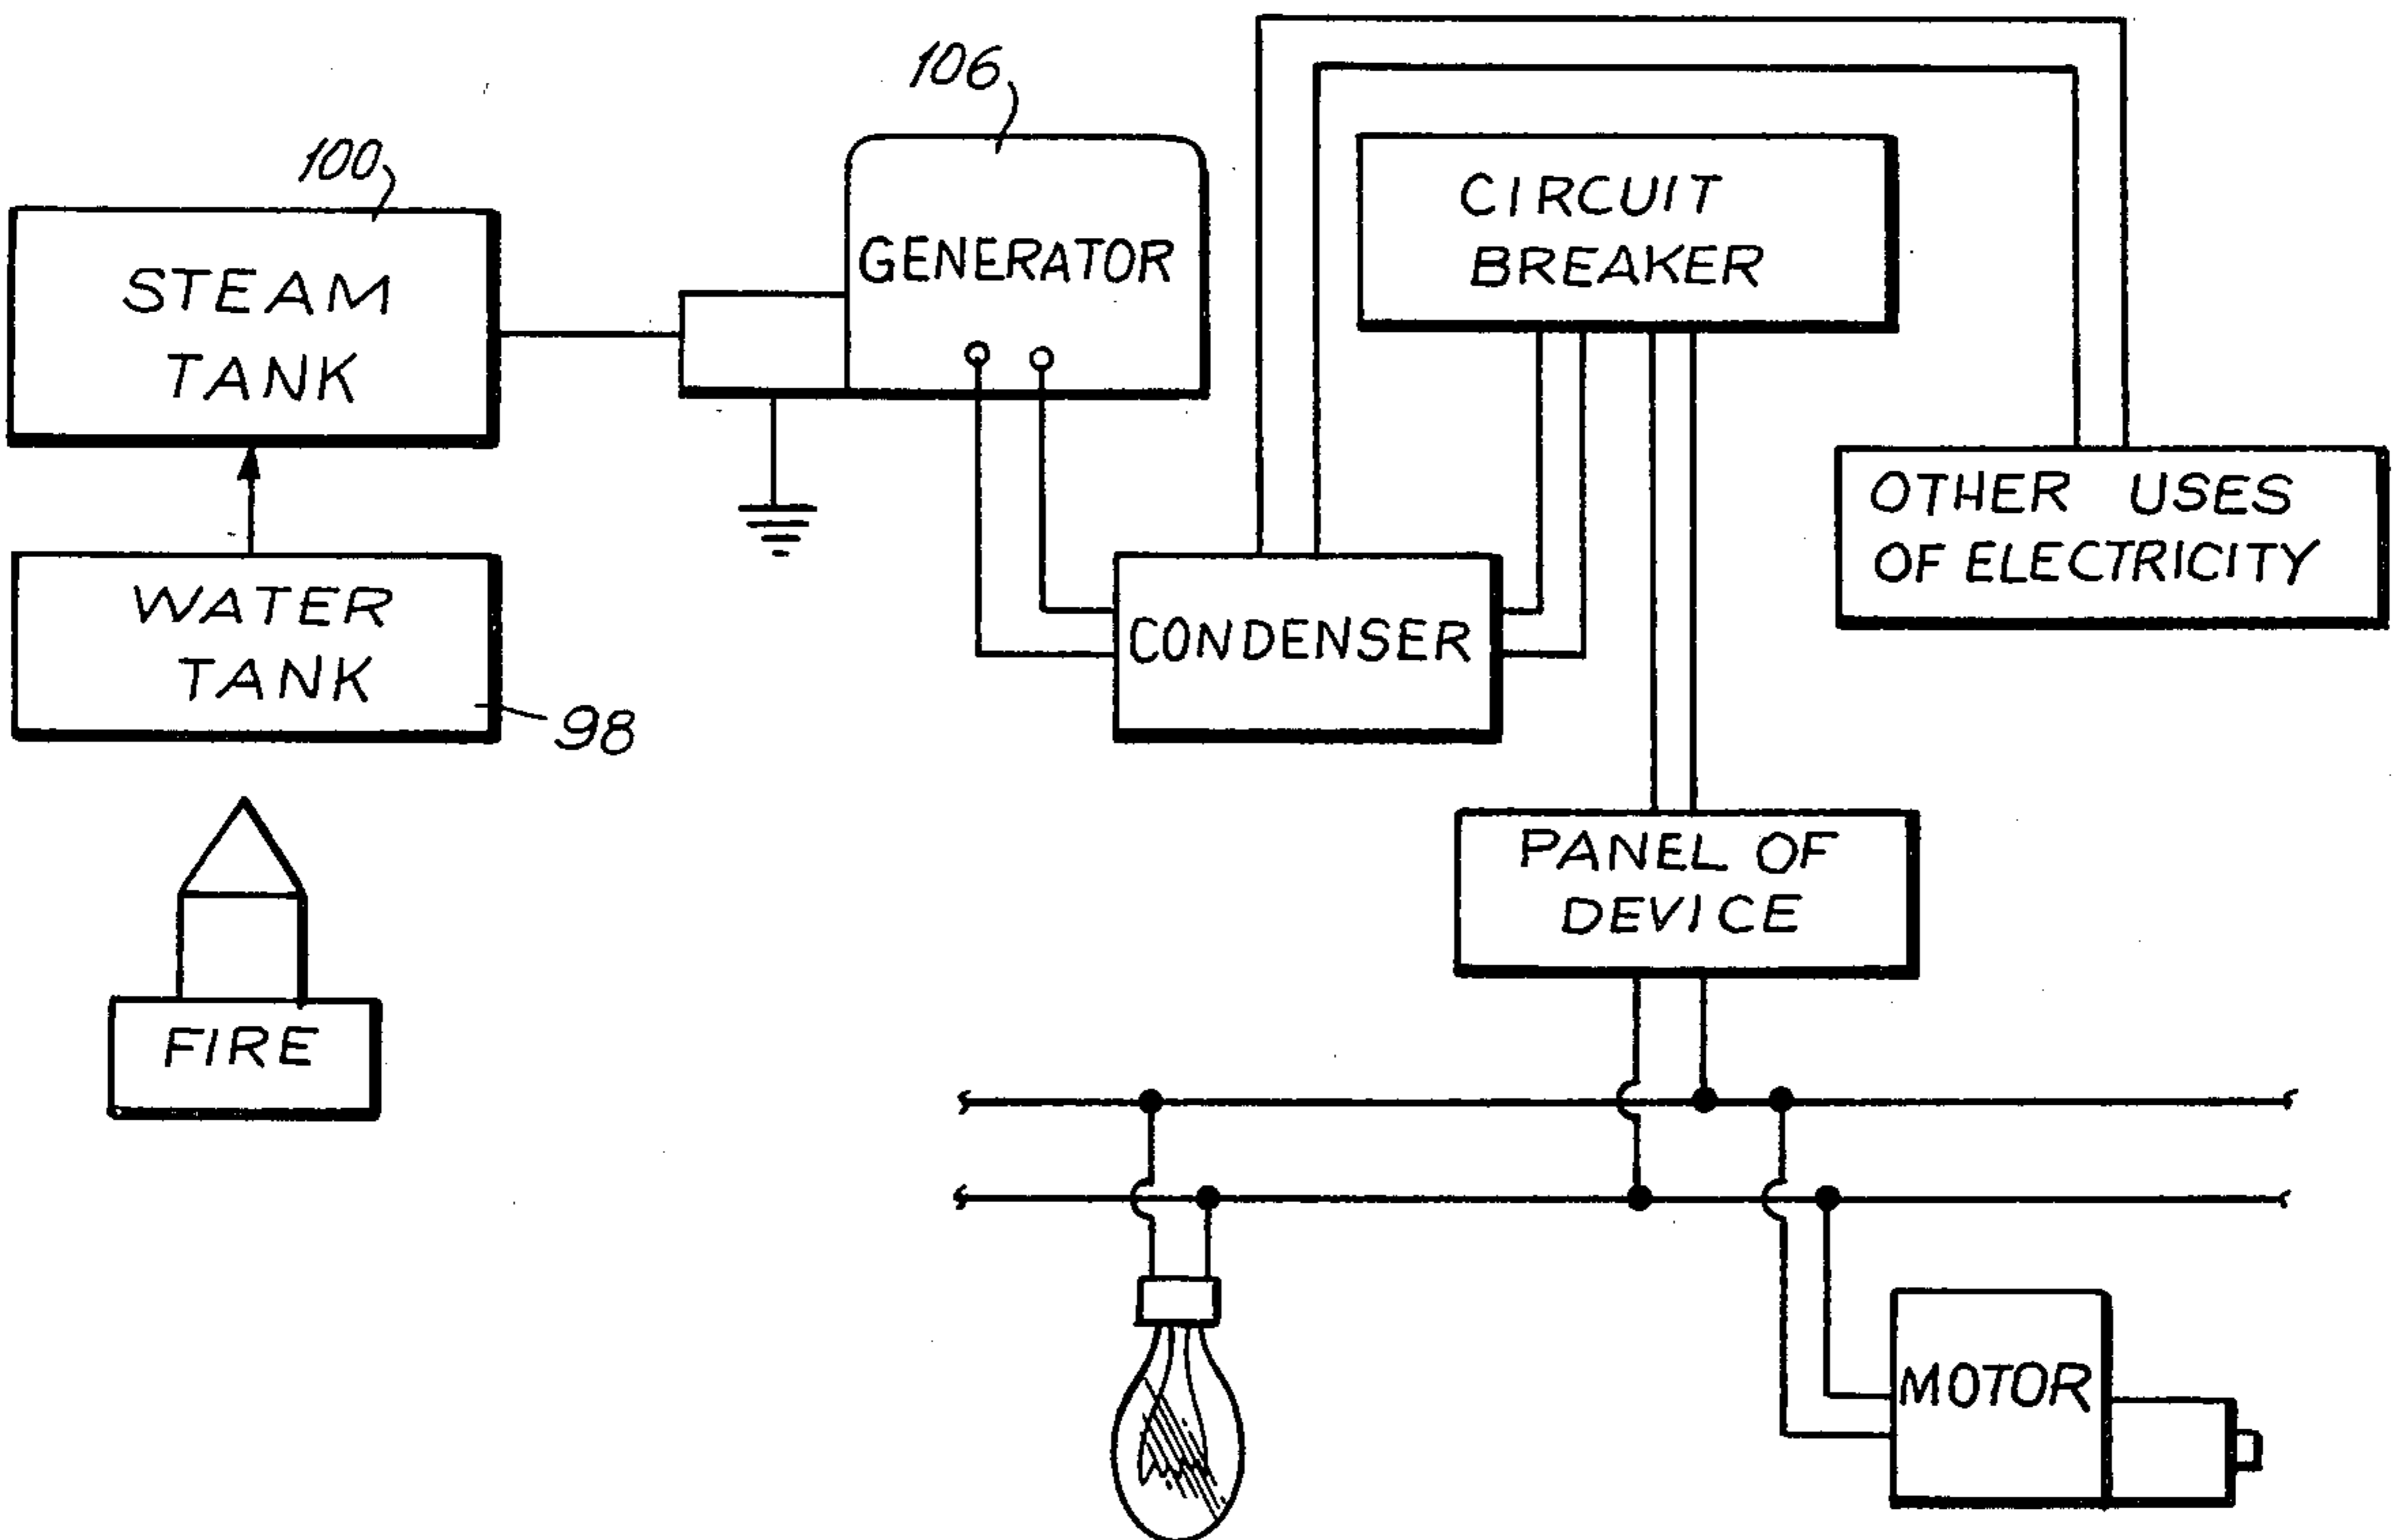 106
100
STEAM
TANK
GENERATOR
CIRCUIT
BREAKER
OTHER USES
OF ELECTRICITY
WATER
TANK
98
CONDENSER
PANEL OF
DEVICE
FIRE
MOTOR